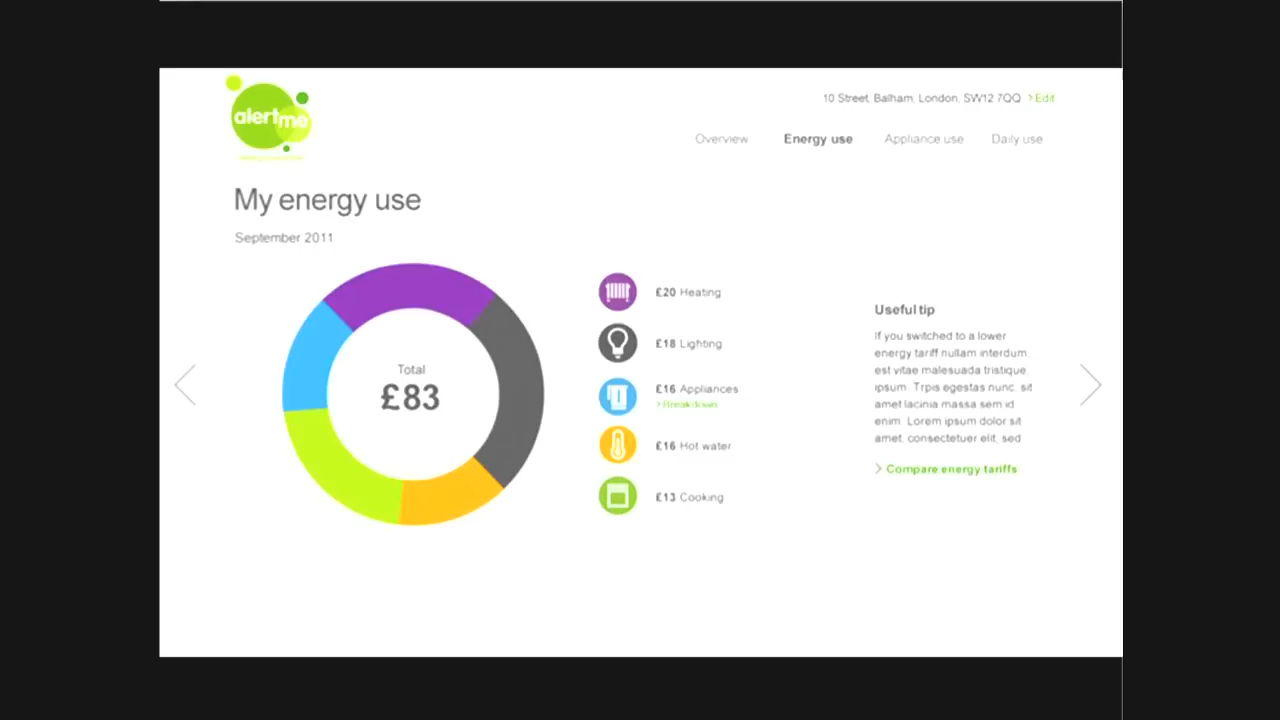 alertme
10 Street, Balham, London, SW12 7QQ > Edit
Overview Energy use Appliance use Daily use
My energy use
September 2011
Total
£83
£20 Heating
£18 Lighting
£16 Appliances
> Breakdown
£16 Hot water
£13 Cooking
Useful tip
If you switched to a lower
energy tariff nullam interdum
est vitae malesuada tristique,
ipsum. Trpis egestas nunc, sit
amet lacinia massa sem id
enim. Lorem ipsum dolor sit
amet, consectetuer elit, sed
> Compare energy tariffs